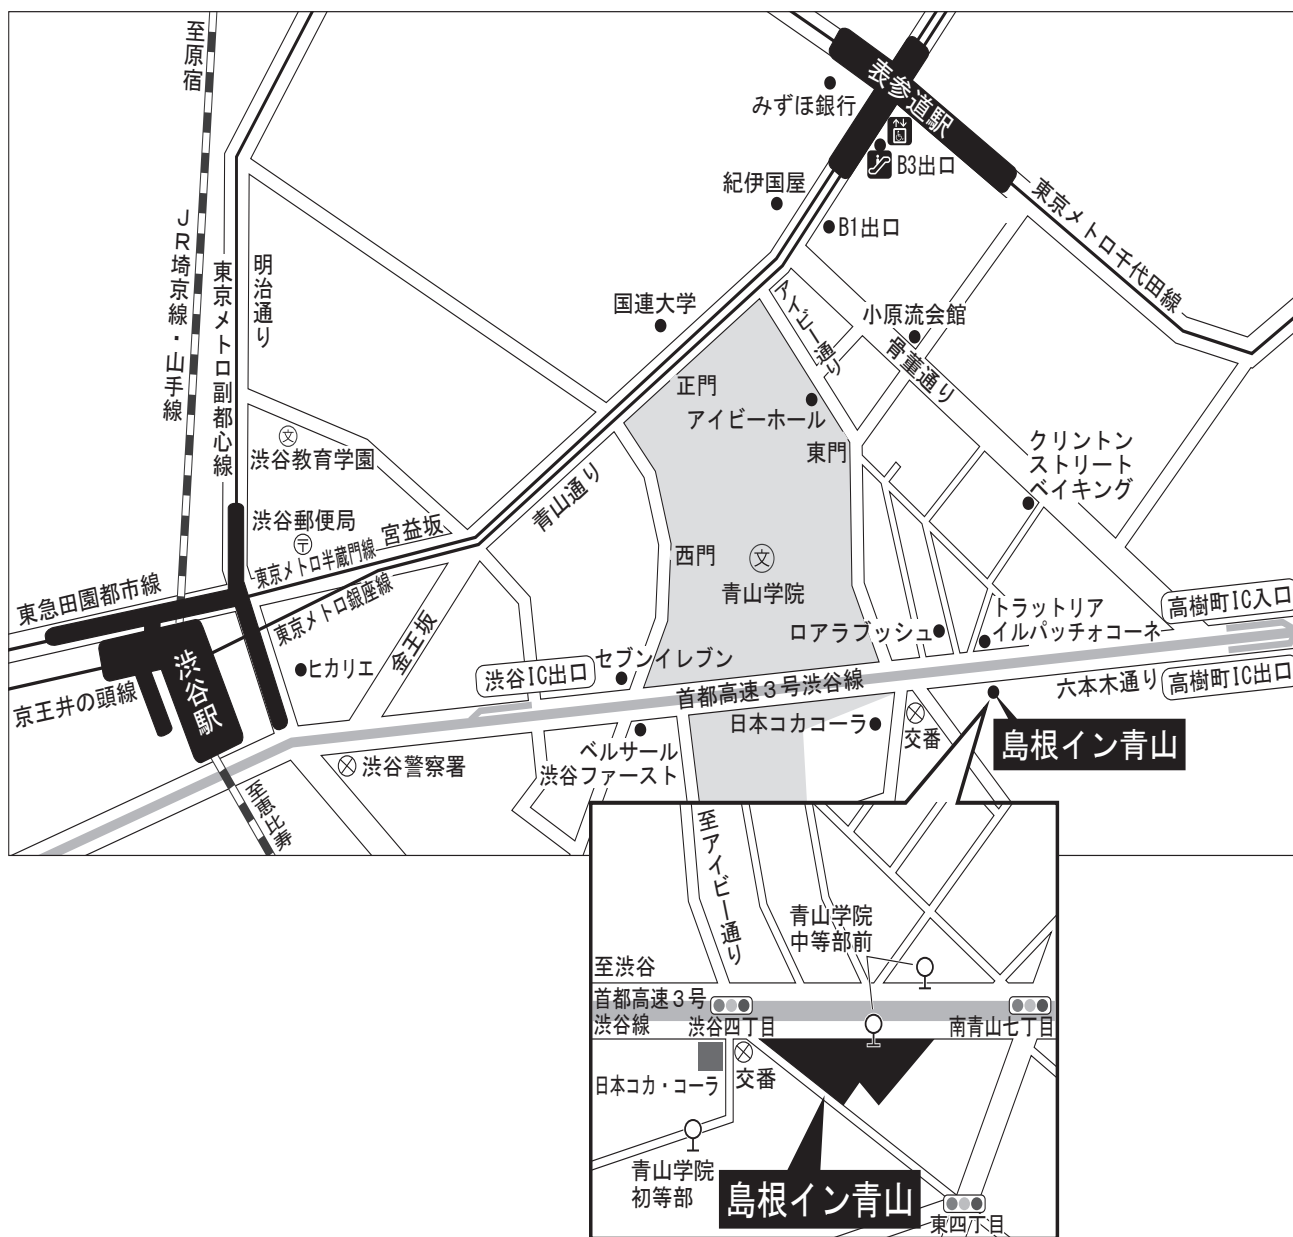 至原宿
表参道駅
みずほ銀行
B3出口
紀伊国屋
B1出口
東京メトロ千代田線
JR埼京線・山手線
東京メトロ副都心線
明治通り
国連大学
アイビー通り
小原流会館
骨董通り
正門
アイビーホール
東門
クリントン
ストリート
ベイキング
文
渋谷教育学園
青山通り
渋谷郵便局
〒
宮益坂
東京メトロ半蔵門線
東急田園都市線
東京メトロ銀座線
西門
文
青山学院
高樹町IC入口
トラットリア
イルパッチォコーネ
ロアラブッシュ
金王坂
ヒカリエ
渋谷駅
京王井の頭線
渋谷IC出口
セブンイレブン
首都高速3号渋谷線
六本木通り
高樹町IC出口
日本コカコーラ
交番
島根イン青山
ベルサール
渋谷ファースト
渋谷警察署
至恵比寿
至アイビー通り
青山学院
中等部前
至渋谷
首都高速3号
渋谷線
渋谷四丁目
南青山七丁目
日本コカ・コーラ
交番
青山学院
初等部
島根イン青山
東四丁目